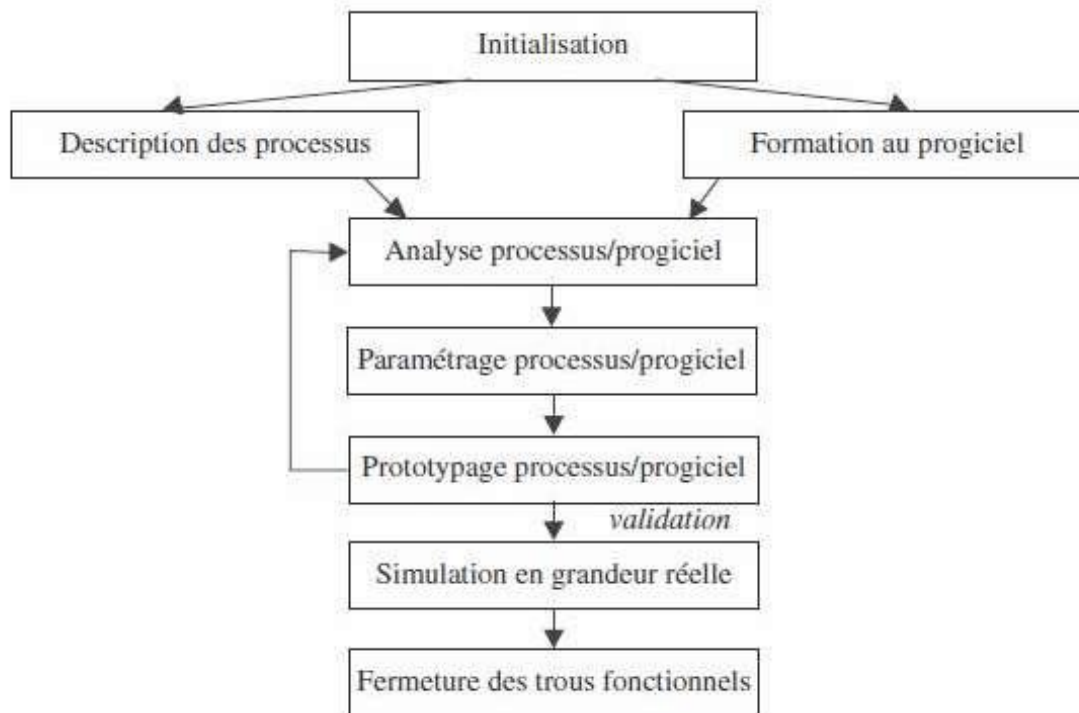 Initialisation
Description des processus
Formation au progiciel
Analyse processus/progiciel
Paramétrage processus/progiciel
Prototypage processus/progiciel
validation
Simulation en grandeur réelle
Fermeture des trous fonctionnels